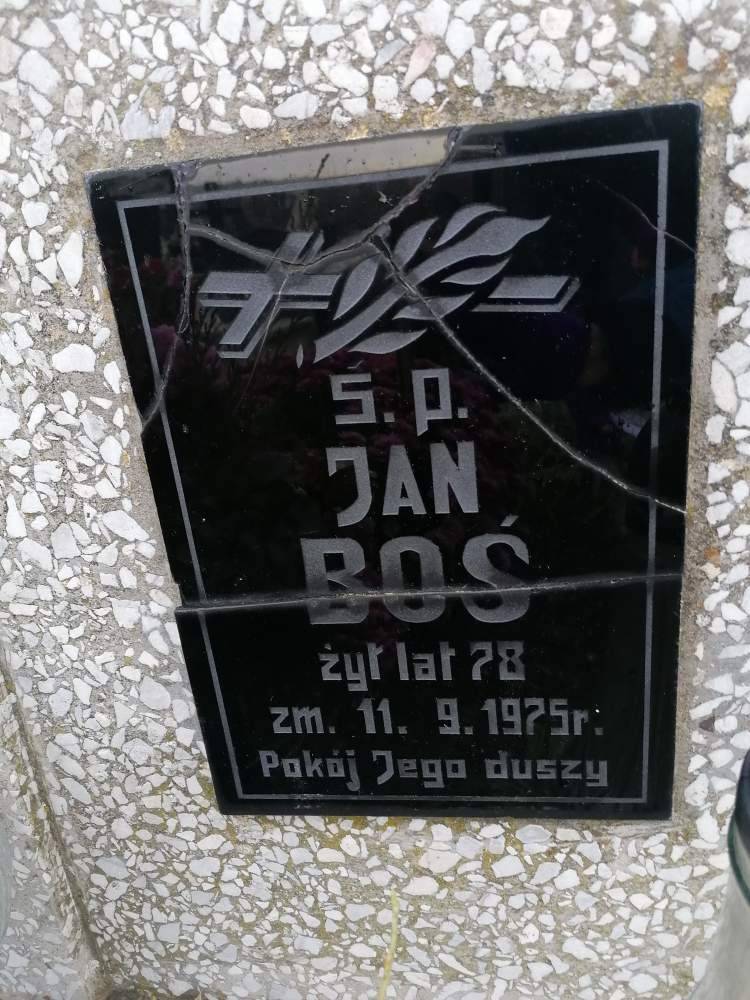 Ś. p.
JAN
BOŚ
żył lat 78
zm. 11. 9. 1975r.
Pokój Jego duszy